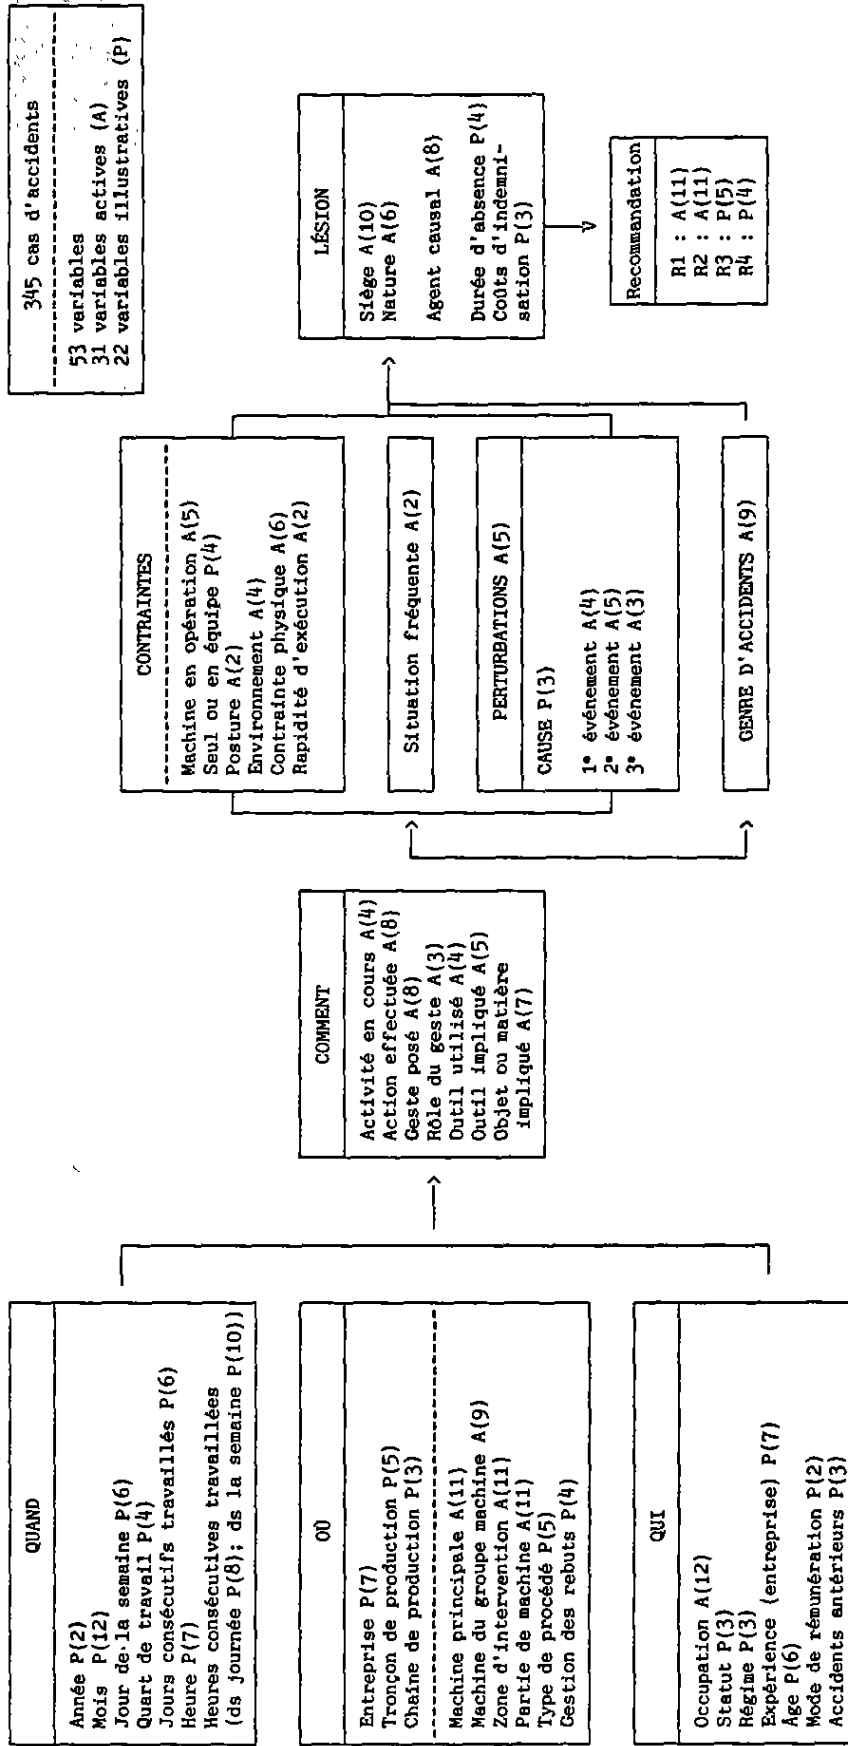 345 cas d'accidents
53 variables
31 variables actives (A)
22 variables illustratives (P)
QUAND
Année P(2)
Mois P(12)
Jour de la semaine P(6)
Quart de travail P(4)
Jours consécutifs travaillés P(6)
Heure P(7)
Heures consécutives travaillées
(ds journée P(8); ds la semaine P(10))
OÙ
Entreprise P(7)
Tronçon de production P(5)
Chaîne de production P(3)
Machine principale A(11)
Machine du groupe machine A(9)
Zone d'intervention A(11)
Partie de machine A(11)
Type de procédé P(5)
Gestion des rebuts P(4)
QUI
Occupation A(12)
Statut P(3)
Régime P(3)
Expérience (entreprise) P(7)
Âge P(6)
Mode de rémunération P(2)
Accidents antérieurs P(3)
COMMENT
Activité en cours A(4)
Action effectuée A(8)
Geste posé A(8)
Rôle du geste A(3)
Outil utilisé A(4)
Outil impliqué A(5)
Objet ou matière
impliqué A(7)
CONTRAINTES
Machine en opération A(5)
Seul ou en équipe P(4)
Posture A(2)
Environnement A(4)
Contrainte physique A(6)
Rapidité d'exécution A(2)
Situation fréquente A(2)
PERTURBATIONS A(5)
CAUSE P(3)
1° événement A(4)
2° événement A(5)
3° événement A(3)
GENRE D'ACCIDENTS A(9)
LÉSION
Siège A(10)
Nature A(6)
Agent causal A(8)
Durée d'absence P(4)
Coûts d'indemni-
sation P(3)
Recommandation
R1 : A(11)
R2 : A(11)
R3 : P(5)
R4 : P(4)